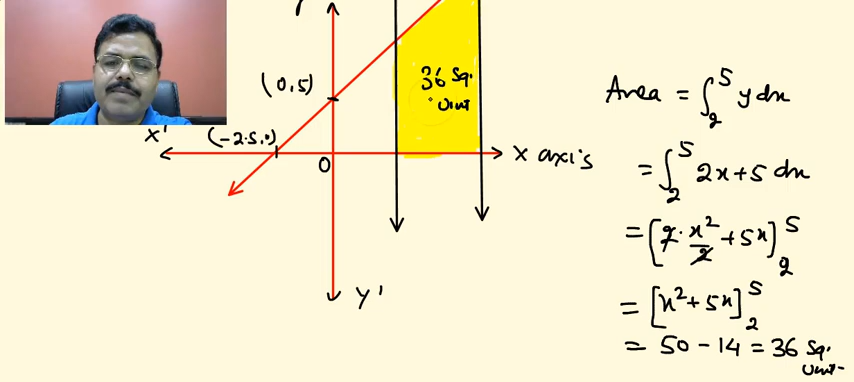 Y
(0,5)
36 Sq.
Unit
X'
(-2.5,0)
O
X axis
Y'
Area = ∫₂⁵ y dx
= ∫₂⁵ 2x+5 dx
= [2·x²/2 + 5x]₂⁵
= [x²+5x]₂⁵
= 50 - 14 = 36 Sq.
Unit